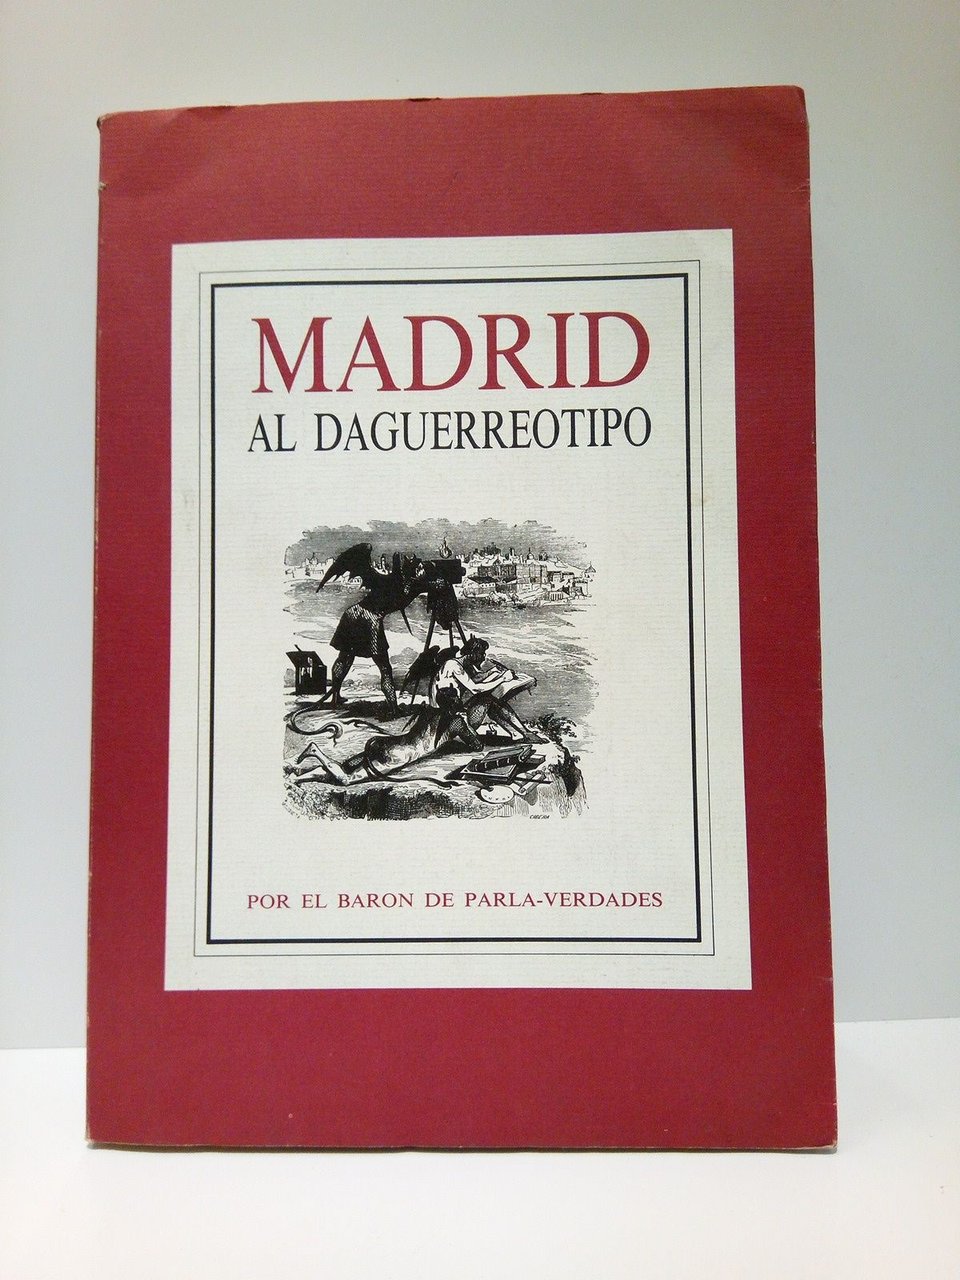 MADRID
AL DAGUERREOTIPO
POR EL BARON DE PARLA-VERDADES